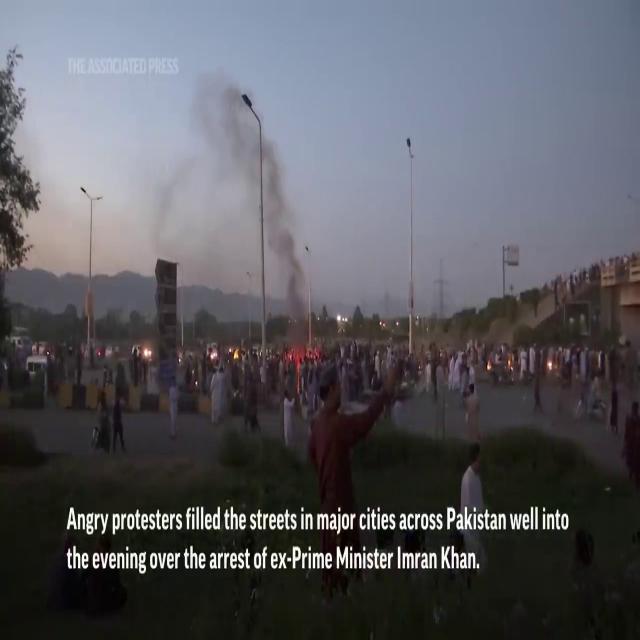 THE ASSOCIATED PRESS
Angry protesters filled the streets in major cities across Pakistan well into
the evening over the arrest of ex-Prime Minister Imran Khan.